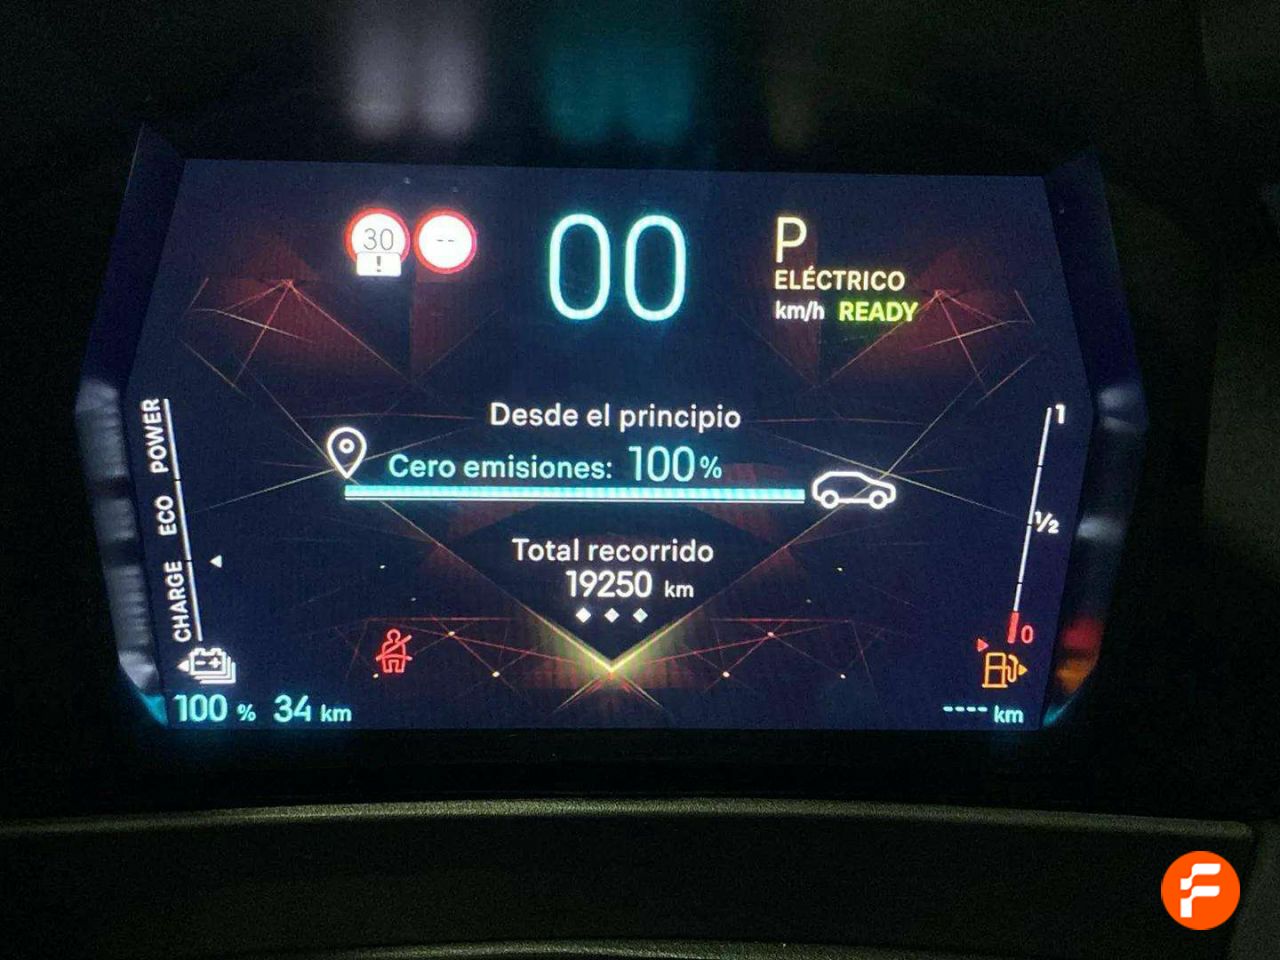 30
!
--
00
P
ELÉCTRICO
km/h READY
Desde el principio
Cero emisiones: 100%
Total recorrido
19250 km
POWER
ECO
CHARGE
1
1/2
0
100 % 34 km
---- km
F